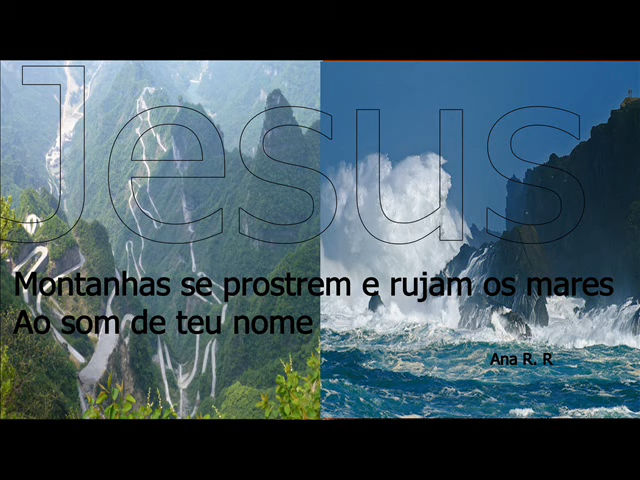 Jesus
Montanhas se prostrem e rujam os mares
Ao som de teu nome
Ana R. R